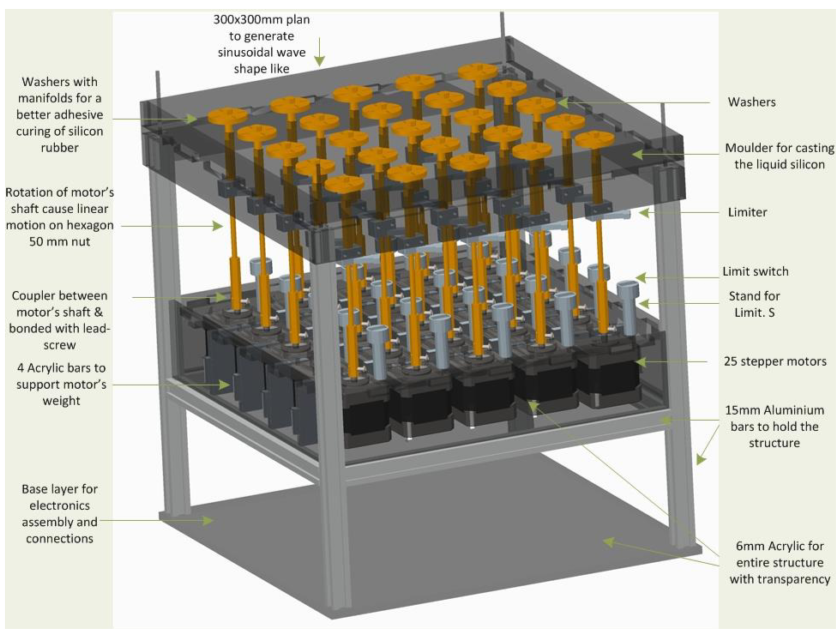 300x300mm plan
to generate
sinusoidal wave
shape like
Washers with
manifolds for a
better adhesive
curing of silicon
rubber
Rotation of motor's
shaft cause linear
motion on hexagon
50 mm nut
Coupler between
motor's shaft &
bonded with lead-
screw
4 Acrylic bars to
support motor's
weight
Base layer for
electronics
assembly and
connections
Washers
Moulder for casting
the liquid silicon
Limiter
Limit switch
Stand for
Limit. S
25 stepper motors
15mm Aluminium
bars to hold the
structure
6mm Acrylic for
entire structure
with transparency